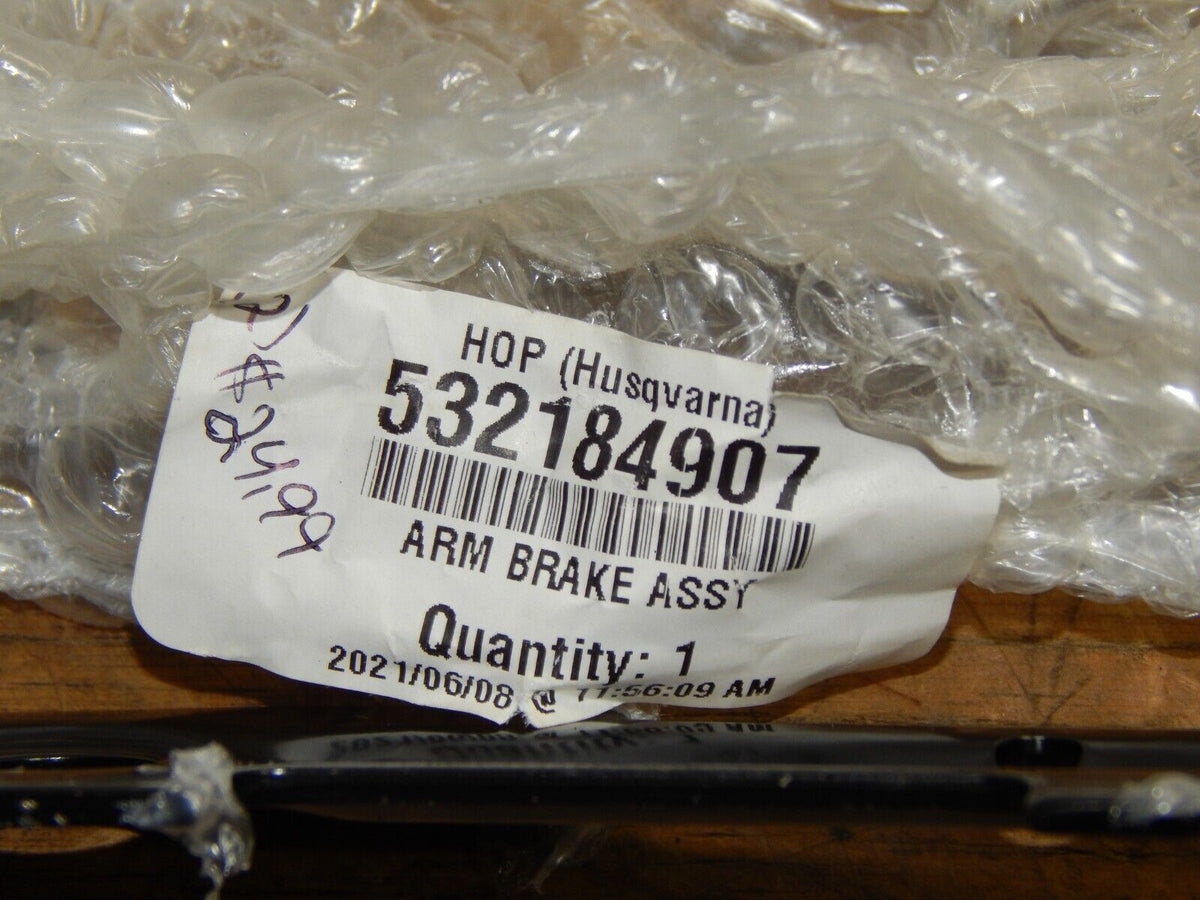 HOP (Husqvarna)
532184907
ARM BRAKE ASSY
Quantity: 1
2021/06/08 @ 11:56:09 AM
#24.99